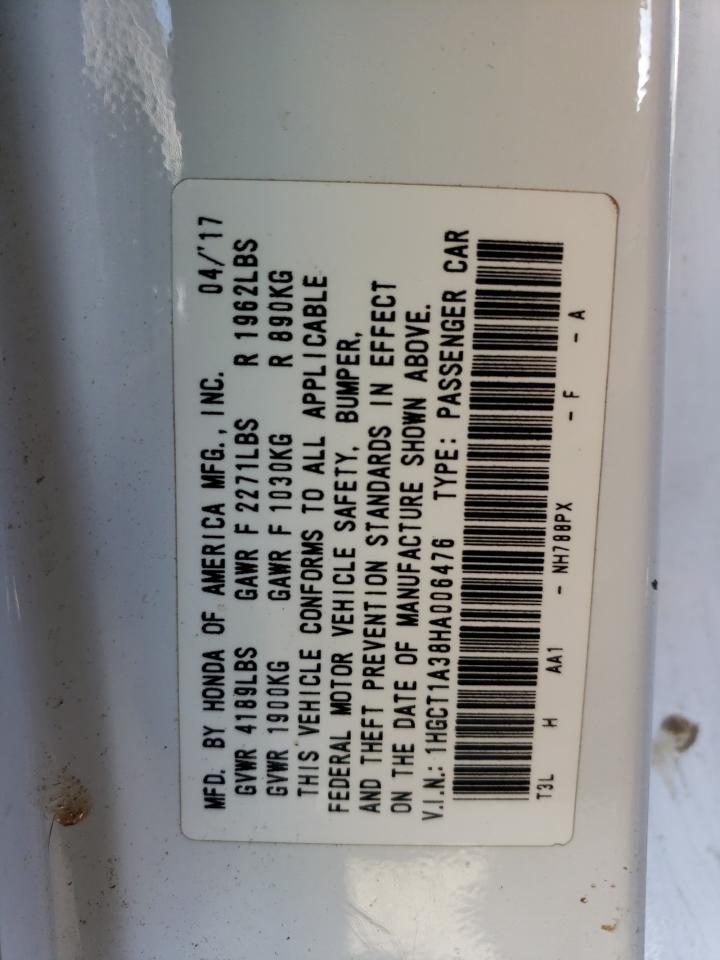 MFD. BY HONDA OF AMERICA MFG., INC. 04/'17
GVWR 4189LBS GAWR F 2271LBS R 1962LBS
GVWR 1900KG GAWR F 1030KG R 890KG
THIS VEHICLE CONFORMS TO ALL APPLICABLE
FEDERAL MOTOR VEHICLE SAFETY, BUMPER,
AND THEFT PREVENTION STANDARDS IN EFFECT
ON THE DATE OF MANUFACTURE SHOWN ABOVE.
V.I.N.: 1HGCT1A38HA006476 TYPE: PASSENGER CAR
T3L H AA1 - NH788PX - F - A